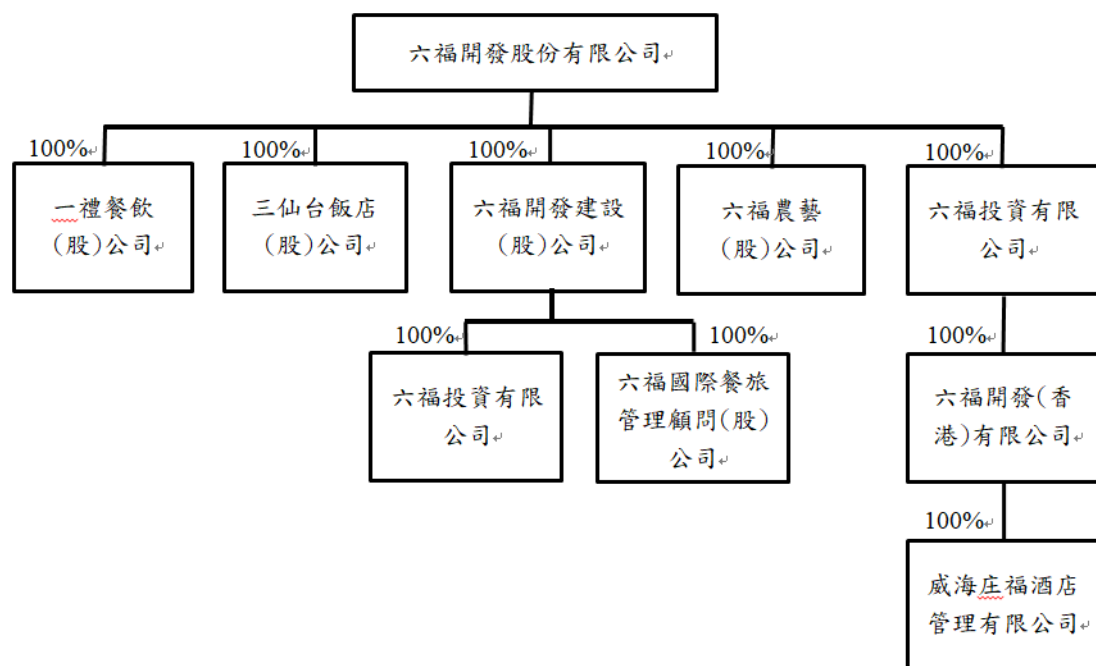 六福開發股份有限公司
100%
100%
100%
100%
100%
一禮餐飲
(股)公司
三仙台飯店
(股)公司
六福開發建設
(股)公司
六福農藝
(股)公司
六福投資有限
公司
100%
100%
100%
六福投資有限
公司
六福國際餐旅
管理顧問(股)
公司
六福開發(香
港)有限公司
100%
威海庄福酒店
管理有限公司